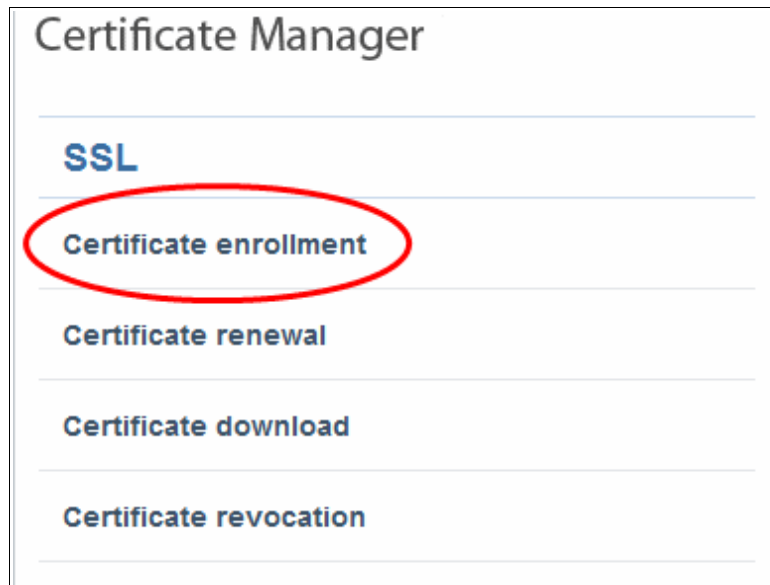 Certificate Manager
SSL
Certificate enrollment
Certificate renewal
Certificate download
Certificate revocation